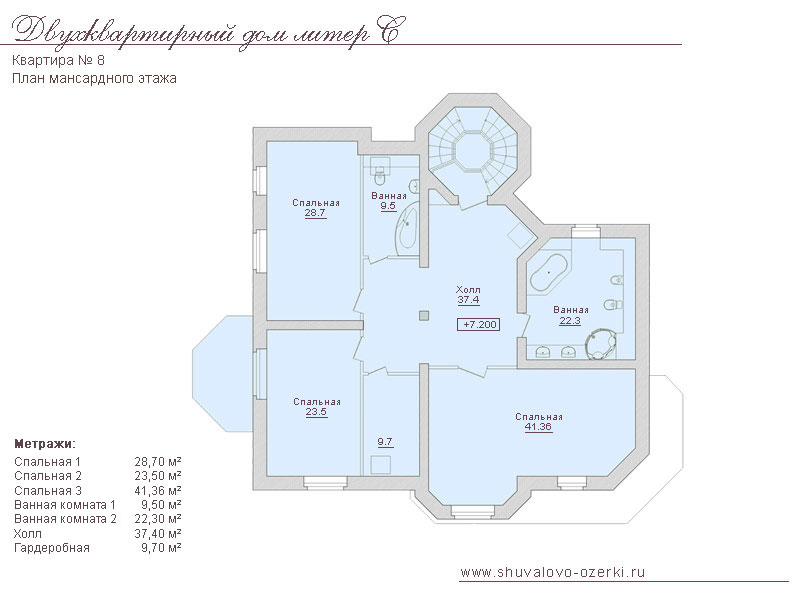 Двухквартирный дом литер С
Квартира № 8
План мансардного этажа
Спальная
28.7
Ванная
9.5
Холл
37.4
+7.200
Ванная
22.3
Спальная
23.5
9.7
Спальная
41.36
Метражи:
Спальная 1 28,70 м²
Спальная 2 23,50 м²
Спальная 3 41,36 м²
Ванная комната 1 9,50 м²
Ванная комната 2 22,30 м²
Холл 37,40 м²
Гардеробная 9,70 м²
www.shuvalovo-ozerki.ru